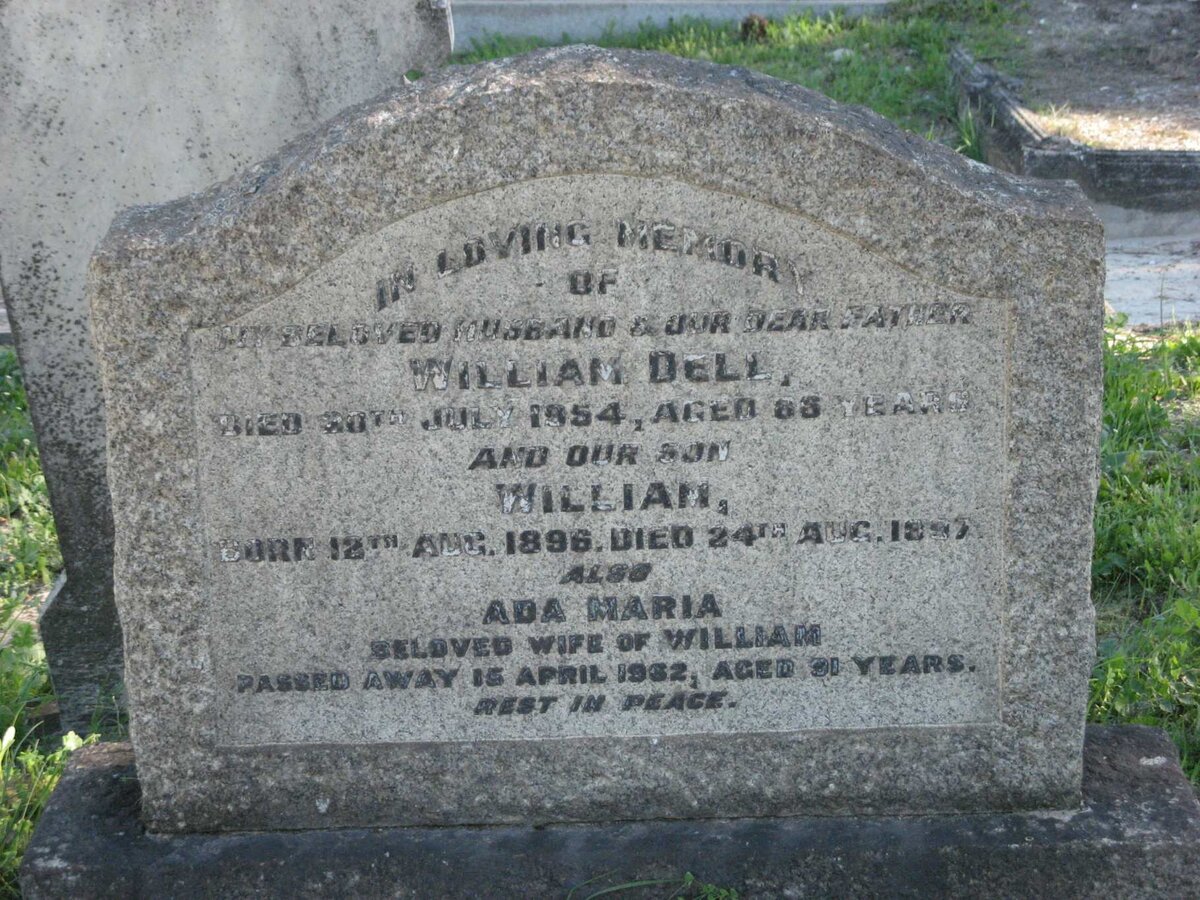 IN LOVING MEMORY
OF
MY BELOVED HUSBAND & OUR DEAR FATHER
WILLIAM DELL,
DIED 30TH JULY 1954, AGED 83 YEARS
AND OUR SON
WILLIAM,
BORN 12TH AUG. 1896. DIED 24TH AUG. 1897.
ALSO
ADA MARIA
BELOVED WIFE OF WILLIAM
PASSED AWAY 15 APRIL 1962, AGED 91 YEARS.
REST IN PEACE.